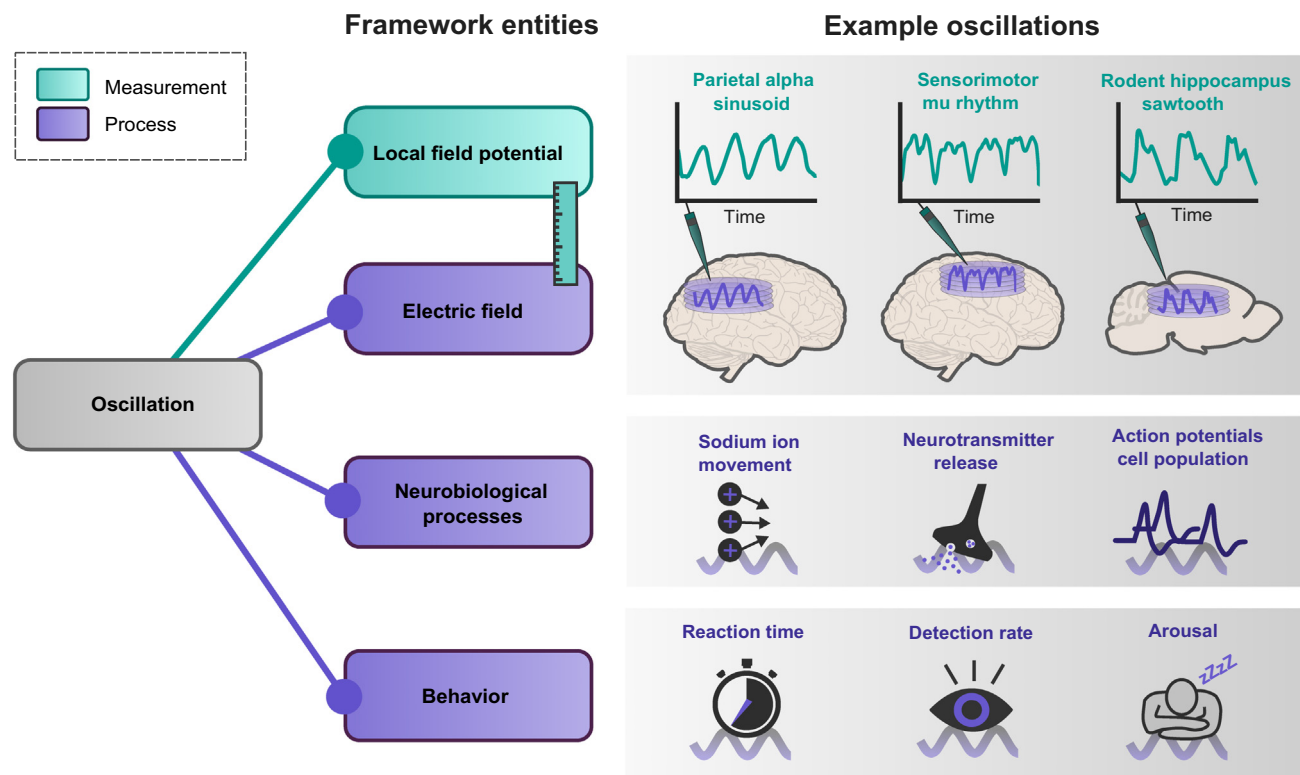 Framework entities
Example oscillations
Measurement
Process
Local field potential
Electric field
Oscillation
Neurobiological
processes
Behavior
Parietal alpha
sinusoid
Time
Sensorimotor
mu rhythm
Time
Rodent hippocampus
sawtooth
Time
Sodium ion
movement
+
+
+
Neurotransmitter
release
Action potentials
cell population
Reaction time
Detection rate
Arousal
zZZZ